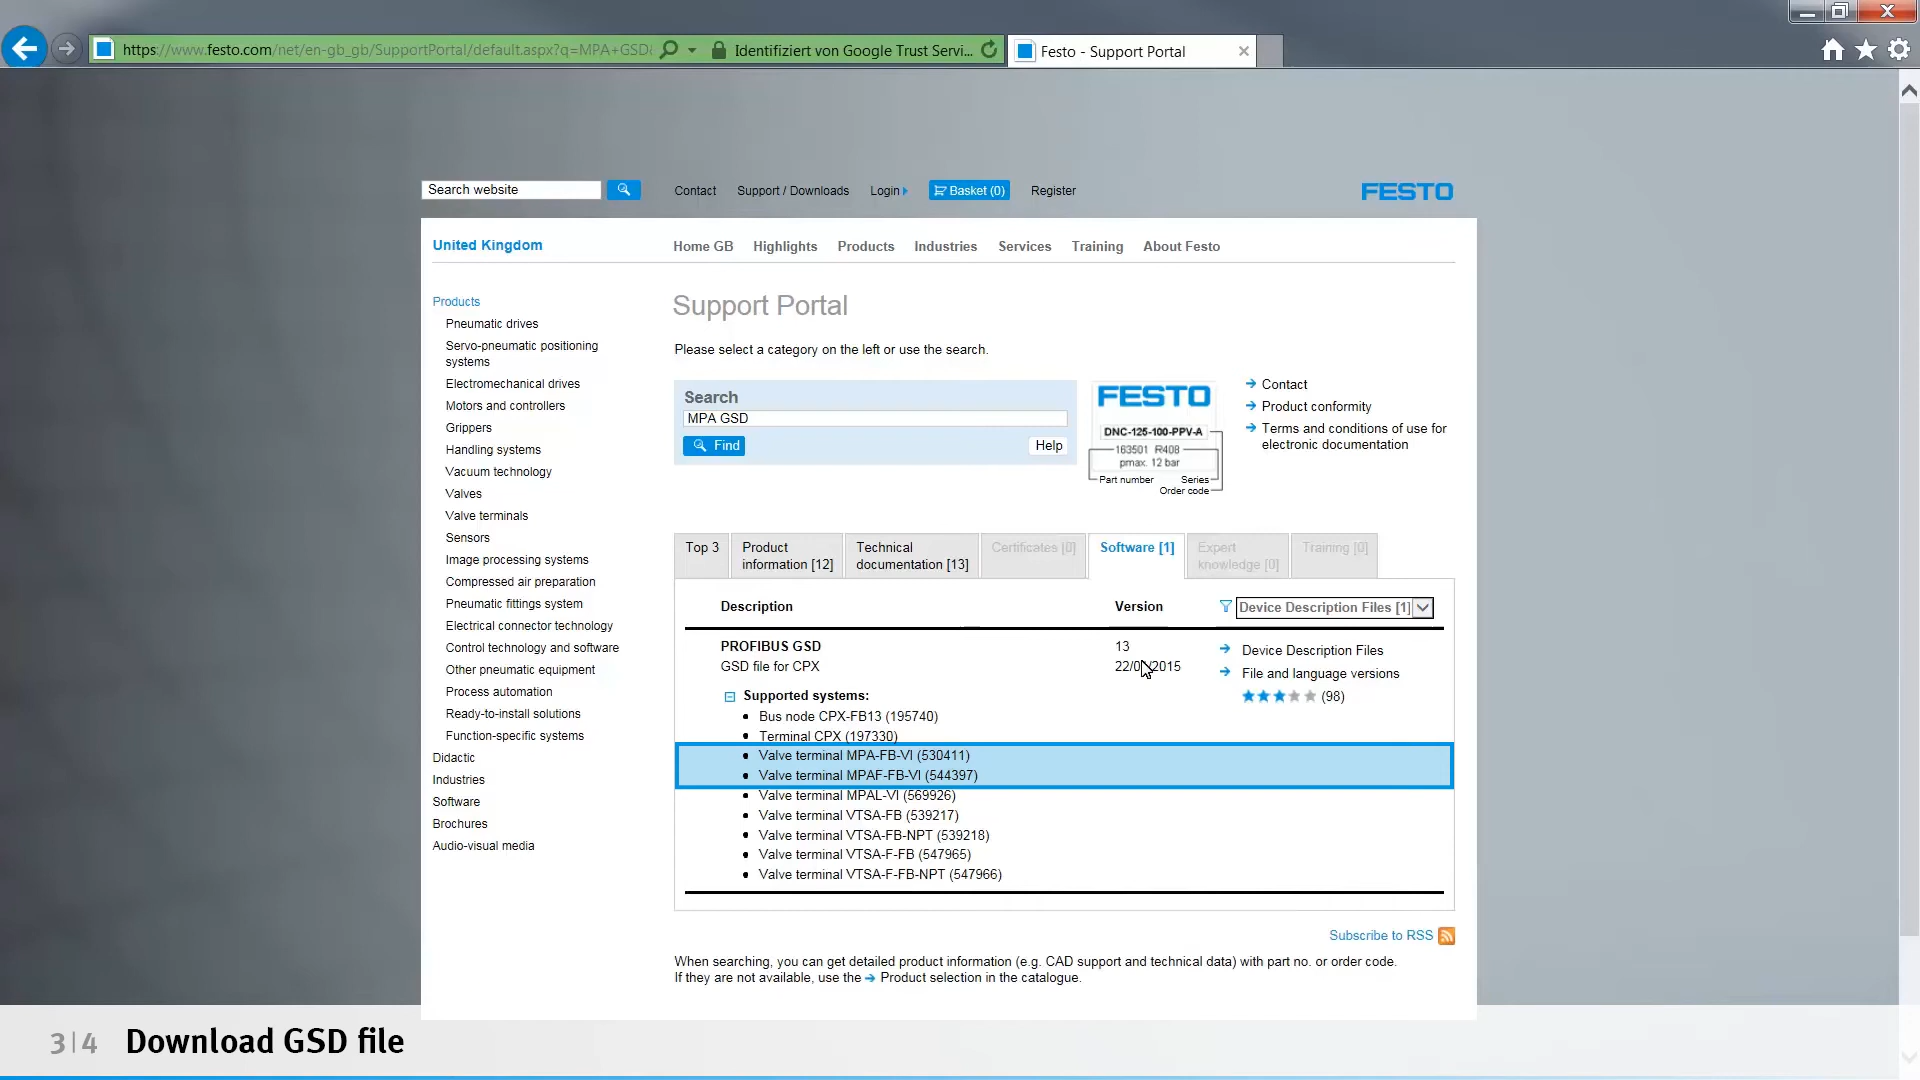 https://www.festo.com/net/en-gb_gb/SupportPortal/default.aspx?q=MPA+GSD&
Identifiziert von Google Trust Servi...
Festo - Support Portal
Search website
Contact
Support / Downloads
Login
Basket (0)
Register
FESTO
United Kingdom
Home GB
Highlights
Products
Industries
Services
Training
About Festo
Products
Pneumatic drives
Servo-pneumatic positioning
systems
Electromechanical drives
Motors and controllers
Grippers
Handling systems
Vacuum technology
Valves
Valve terminals
Sensors
Image processing systems
Compressed air preparation
Pneumatic fittings system
Electrical connector technology
Control technology and software
Other pneumatic equipment
Process automation
Ready-to-install solutions
Function-specific systems
Didactic
Industries
Software
Brochures
Audio-visual media
Support Portal
Please select a category on the left or use the search.
Search
MPA GSD
Find
Help
FESTO
DNC-125-100-PPV-A
163501 R408
pmax. 12 bar
Part number
Series
Order code
Contact
Product conformity
Terms and conditions of use for
electronic documentation
Top 3
Product
information [12]
Technical
documentation [13]
Certificates [0]
Software [1]
Expert
knowledge [0]
Training [0]
Description
Version
Device Description Files [1]
PROFIBUS GSD
13
GSD file for CPX
Device Description Files
File and language versions
(98)
Supported systems:
• Bus node CPX-FB13 (195740)
• Terminal CPX (197330)
• Valve terminal MPA-FB-VI (530411)
• Valve terminal MPAF-FB-VI (544397)
• Valve terminal MPAL-VI (569926)
• Valve terminal VTSA-FB (539217)
• Valve terminal VTSA-FB-NPT (539218)
• Valve terminal VTSA-F-FB (547965)
• Valve terminal VTSA-F-FB-NPT (547966)
Subscribe to RSS
When searching, you can get detailed product information (e.g. CAD support and technical data) with part no. or order code.
If they are not available, use the → Product selection in the catalogue.
3|4 Download GSD file